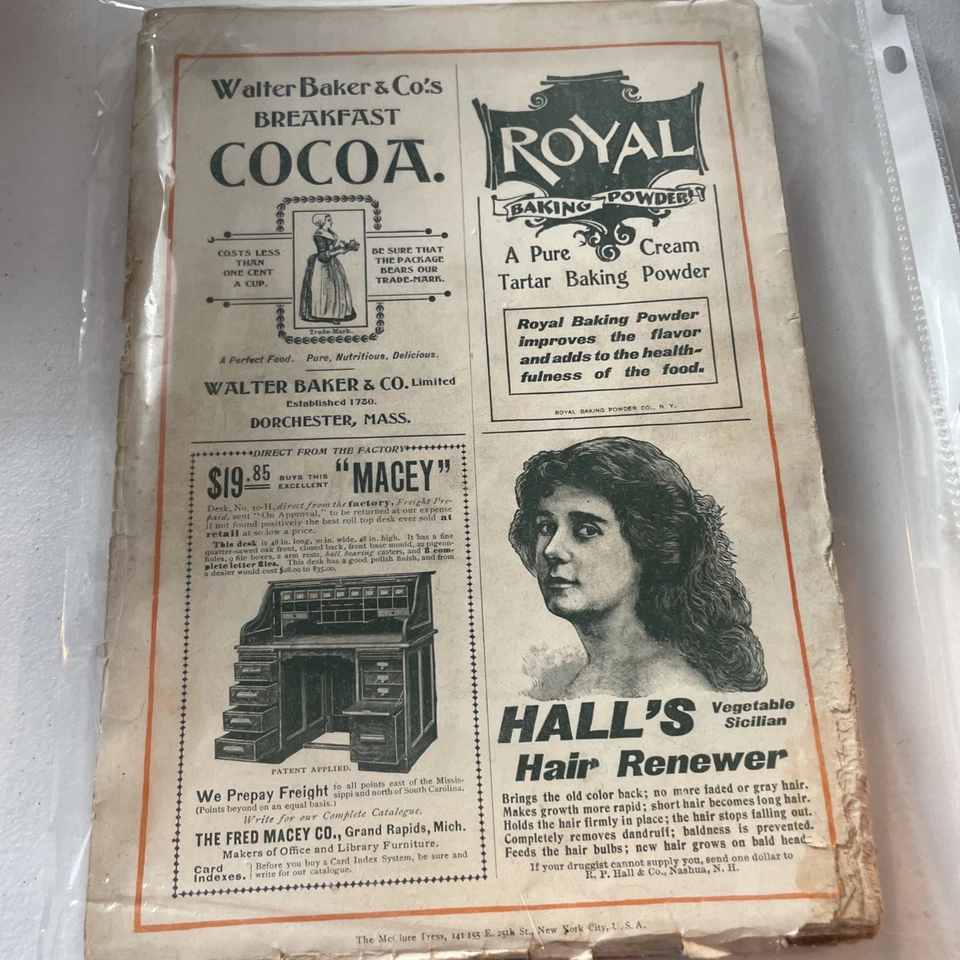 Walter Baker & Co.'s
BREAKFAST
COCOA.
COSTS LESS
THAN
ONE CENT
A CUP.
BE SURE THAT
THE PACKAGE
BEARS OUR
TRADE-MARK.
Trade-Mark.
A Perfect Food. Pure, Nutritious, Delicious.
WALTER BAKER & CO. Limited
Established 1780.
DORCHESTER, MASS.
ROYAL
BAKING POWDER
A Pure Cream
Tartar Baking Powder
Royal Baking Powder
improves the flavor
and adds to the health-
fulness of the food.
ROYAL BAKING POWDER CO., N. Y.
DIRECT FROM THE FACTORY
$19.85 BUYS THIS EXCELLENT "MACEY"
Desk, No. 10-H, direct from the factory, Freight Pre-
paid, sent "On Approval," to be returned at our expense
if not found positively the best roll top desk ever sold at
retail at so low a price.
This desk is 48 in. long, 30 in. wide, 48 in. high. It has a fine
quarter-sawed oak front, closed back, front base mould, 22 pigeon-
holes, 9 file boxes, 2 arm rests, ball bearing casters, and 8 com-
plete letter files. This desk has a good polish finish, and from
a dealer would cost $28.00 to $35.00.
PATENT APPLIED.
We Prepay Freight to all points east of the Missis-
sippi and north of South Carolina.
(Points beyond on an equal basis.)
Write for our Complete Catalogue.
THE FRED MACEY CO., Grand Rapids, Mich.
Makers of Office and Library Furniture.
Card Indexes. Before you buy a Card Index System, be sure and
write for our catalogue.
HALL'S Vegetable
Sicilian
Hair Renewer
Brings the old color back; no more faded or gray hair.
Makes growth more rapid; short hair becomes long hair.
Holds the hair firmly in place; the hair stops falling out.
Completely removes dandruff; baldness is prevented.
Feeds the hair bulbs; new hair grows on bald head
If your druggist cannot supply you, send one dollar to
R. P. Hall & Co., Nashua, N. H.
The McClure Press, 141-155 E. 25th St., New York City, U. S. A.